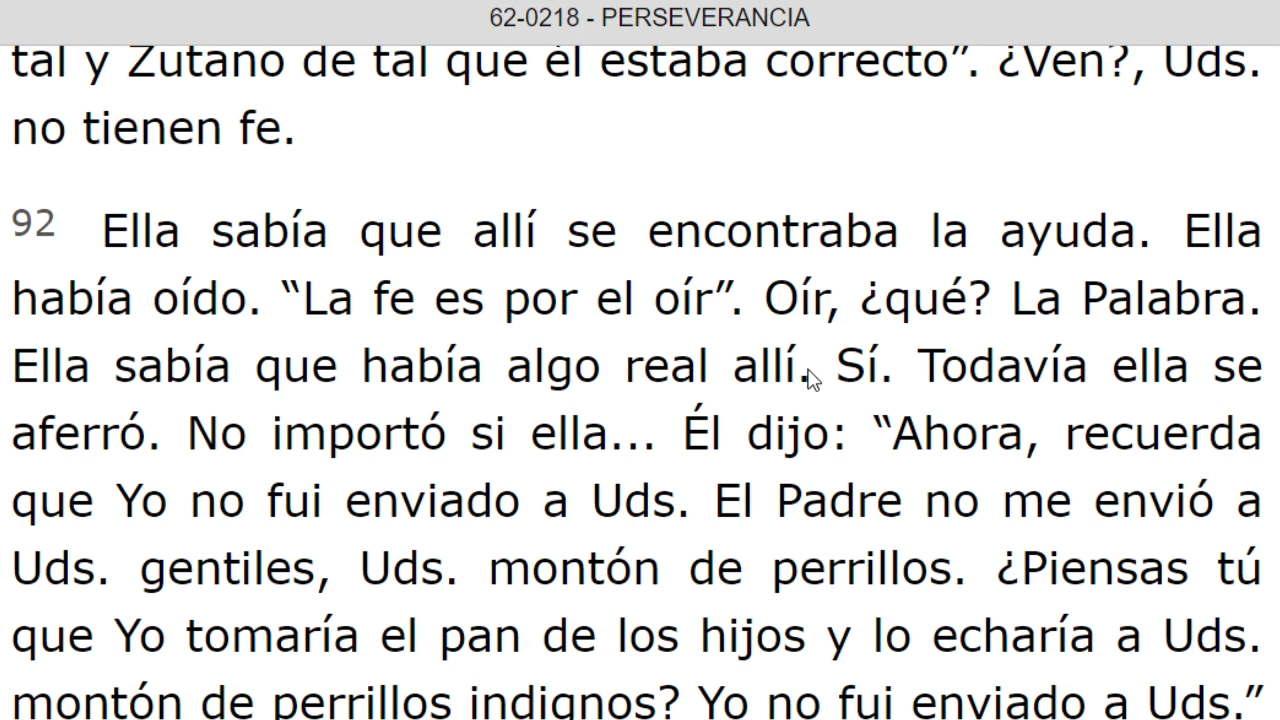 62-0218 - PERSEVERANCIA
tal y Zutano de tal que él estaba correcto”. ¿Ven?, Uds.
no tienen fe.
92 Ella sabía que allí se encontraba la ayuda. Ella
había oído. “La fe es por el oír”. Oír, ¿qué? La Palabra.
Ella sabía que había algo real allí. Sí. Todavía ella se
aferró. No importó si ella... Él dijo: “Ahora, recuerda
que Yo no fui enviado a Uds. El Padre no me envió a
Uds. gentiles, Uds. montón de perrillos. ¿Piensas tú
que Yo tomaría el pan de los hijos y lo echaría a Uds.
montón de perrillos indignos? Yo no fui enviado a Uds.”